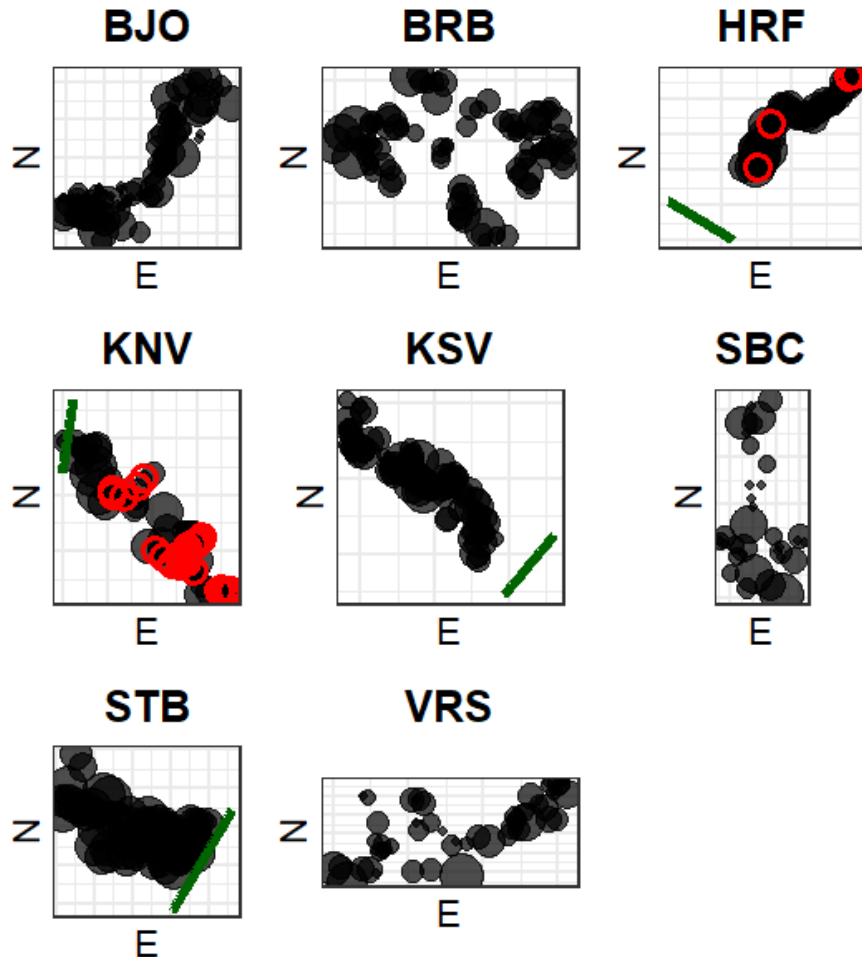 BJO BRB HRF
N N N
E E E
KNV KSV SBC
N N N
E E E
STB VRS
N N
E E